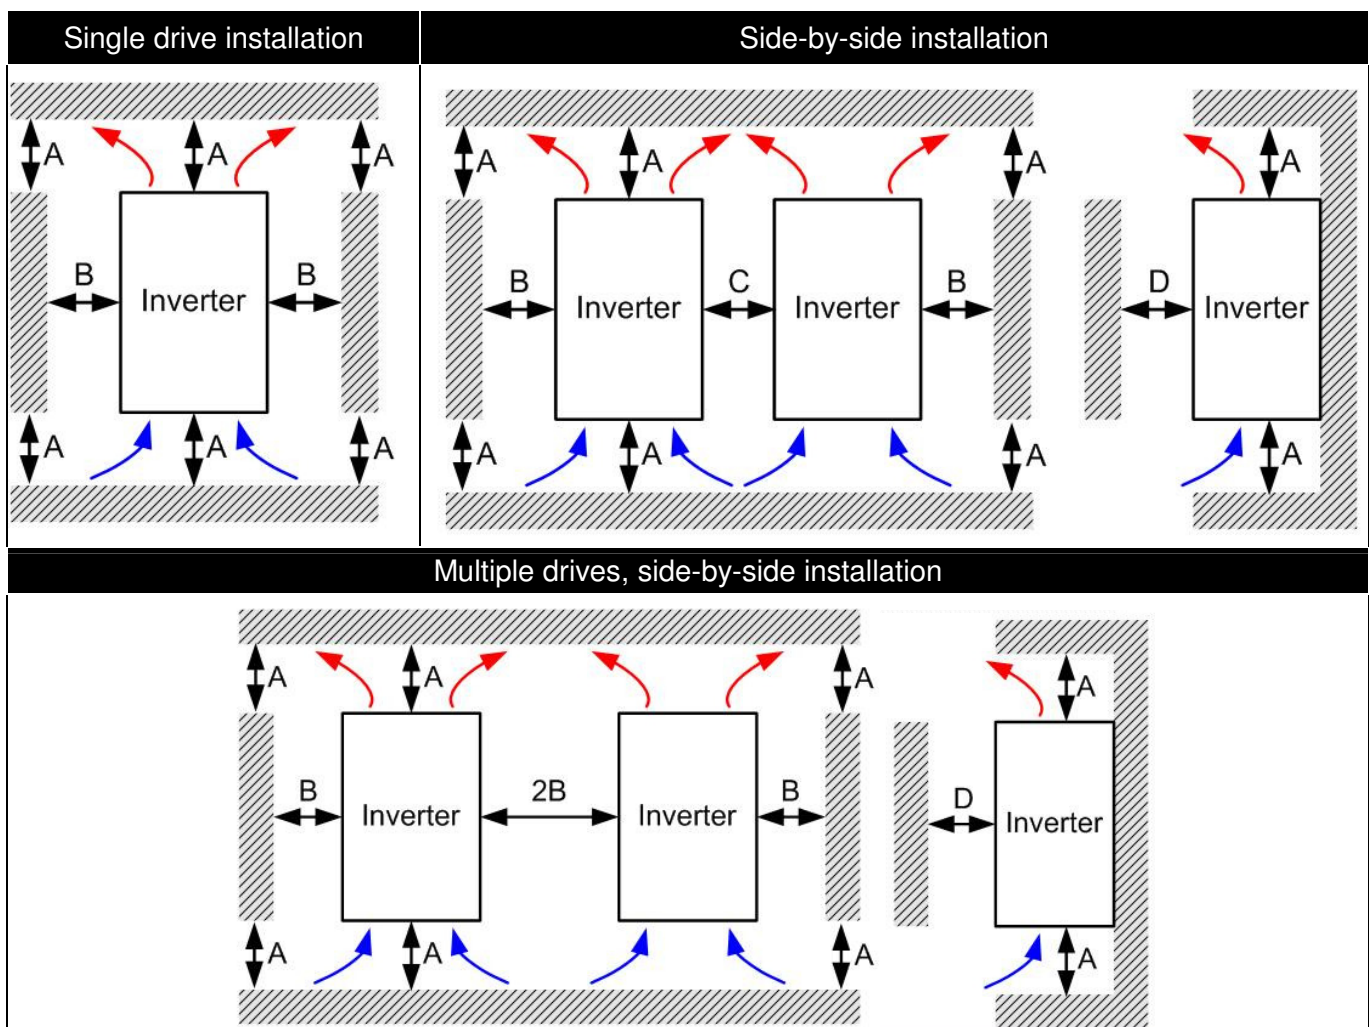 Single drive installation
Side-by-side installation
A A A
B Inverter B
A A A
A A A
B Inverter C Inverter B
A A A
A
D Inverter
A
Multiple drives, side-by-side installation
A A A
B Inverter 2B Inverter B
A A A
A
D Inverter
A